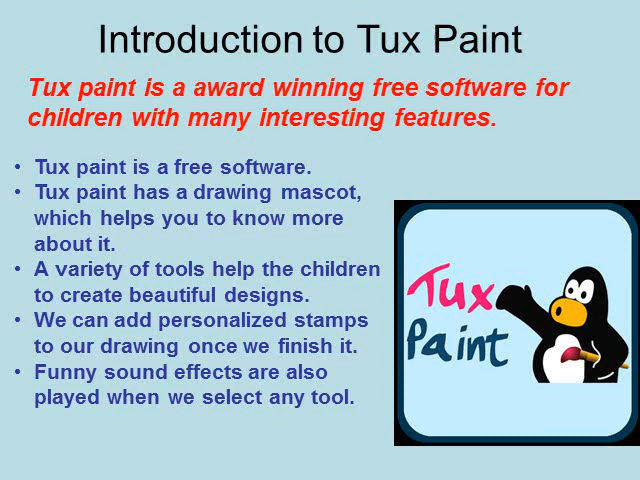 Introduction to Tux Paint
Tux paint is a award winning free software for
children with many interesting features.
• Tux paint is a free software.
• Tux paint has a drawing mascot,
which helps you to know more
about it.
• A variety of tools help the children
to create beautiful designs.
• We can add personalized stamps
to our drawing once we finish it.
• Funny sound effects are also
played when we select any tool.
Tux
Paint